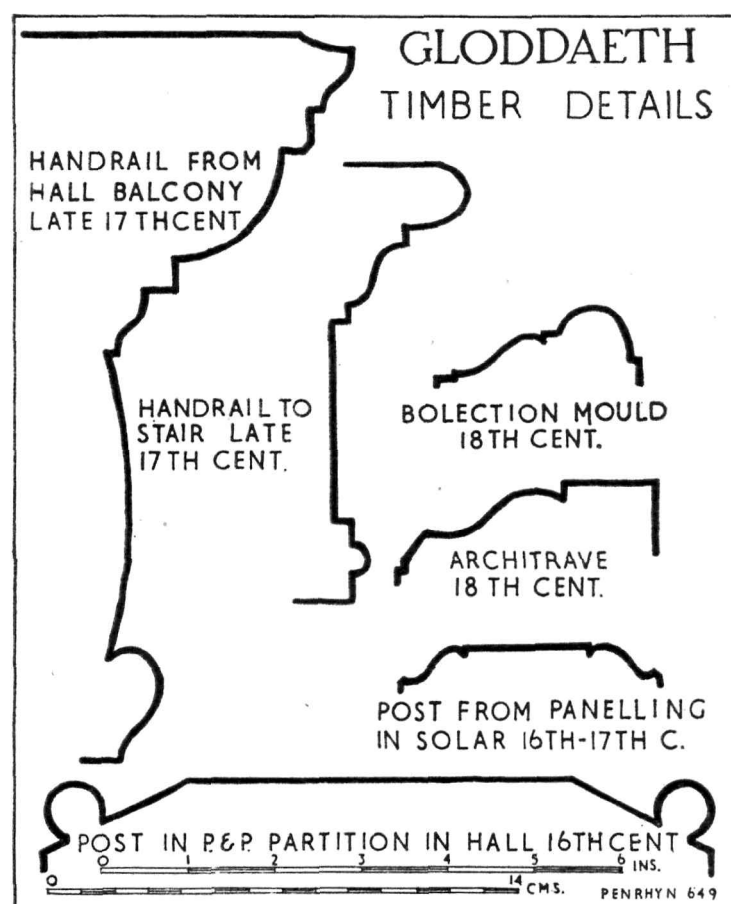 GLODDAETH
TIMBER DETAILS
HANDRAIL FROM
HALL BALCONY
LATE 17THCENT
HANDRAIL TO
STAIR LATE
17TH CENT.
BOLECTION MOULD
18TH CENT.
ARCHITRAVE
18TH CENT.
POST FROM PANELLING
IN SOLAR 16TH-17TH C.
POST IN P.&P. PARTITION IN HALL 16THCENT
0 1 2 3 4 5 6 INS.
0 14 CMS.
PENRHYN 649